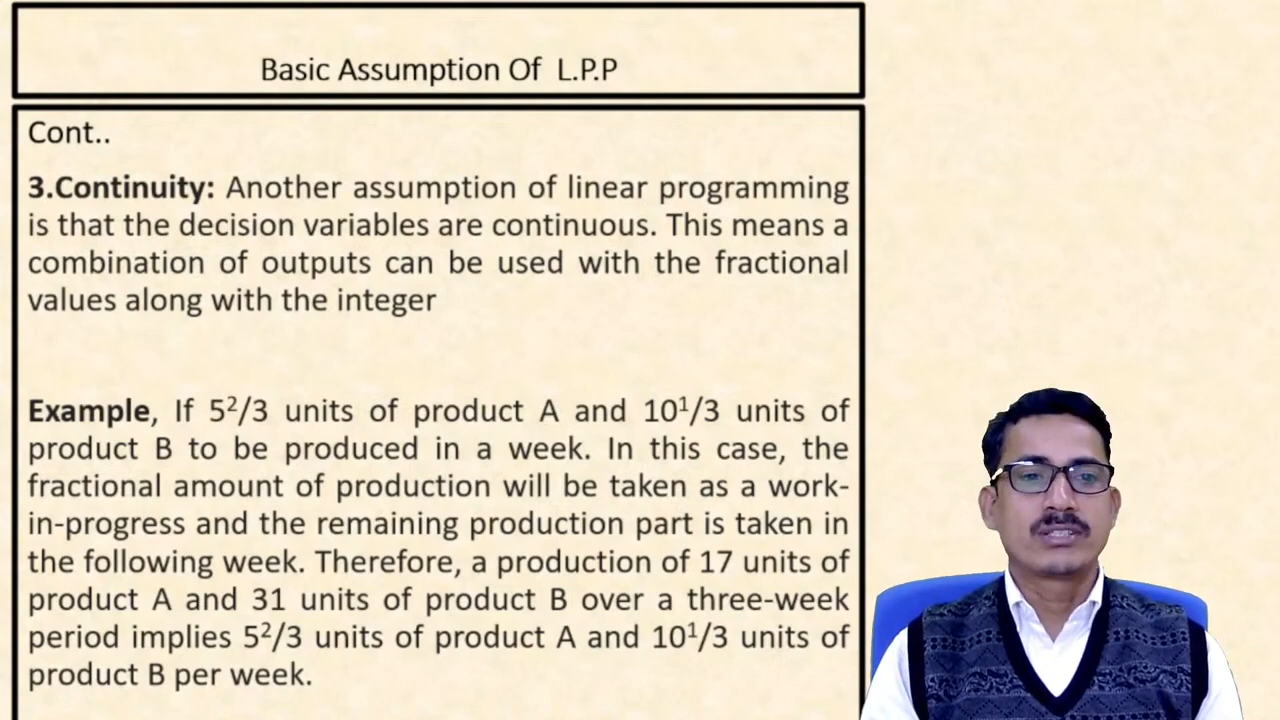 Basic Assumption Of L.P.P
Cont..
3.Continuity: Another assumption of linear programming
is that the decision variables are continuous. This means a
combination of outputs can be used with the fractional
values along with the integer
Example, If 5²/3 units of product A and 10¹/3 units of
product B to be produced in a week. In this case, the
fractional amount of production will be taken as a work-
in-progress and the remaining production part is taken in
the following week. Therefore, a production of 17 units of
product A and 31 units of product B over a three-week
period implies 5²/3 units of product A and 10¹/3 units of
product B per week.